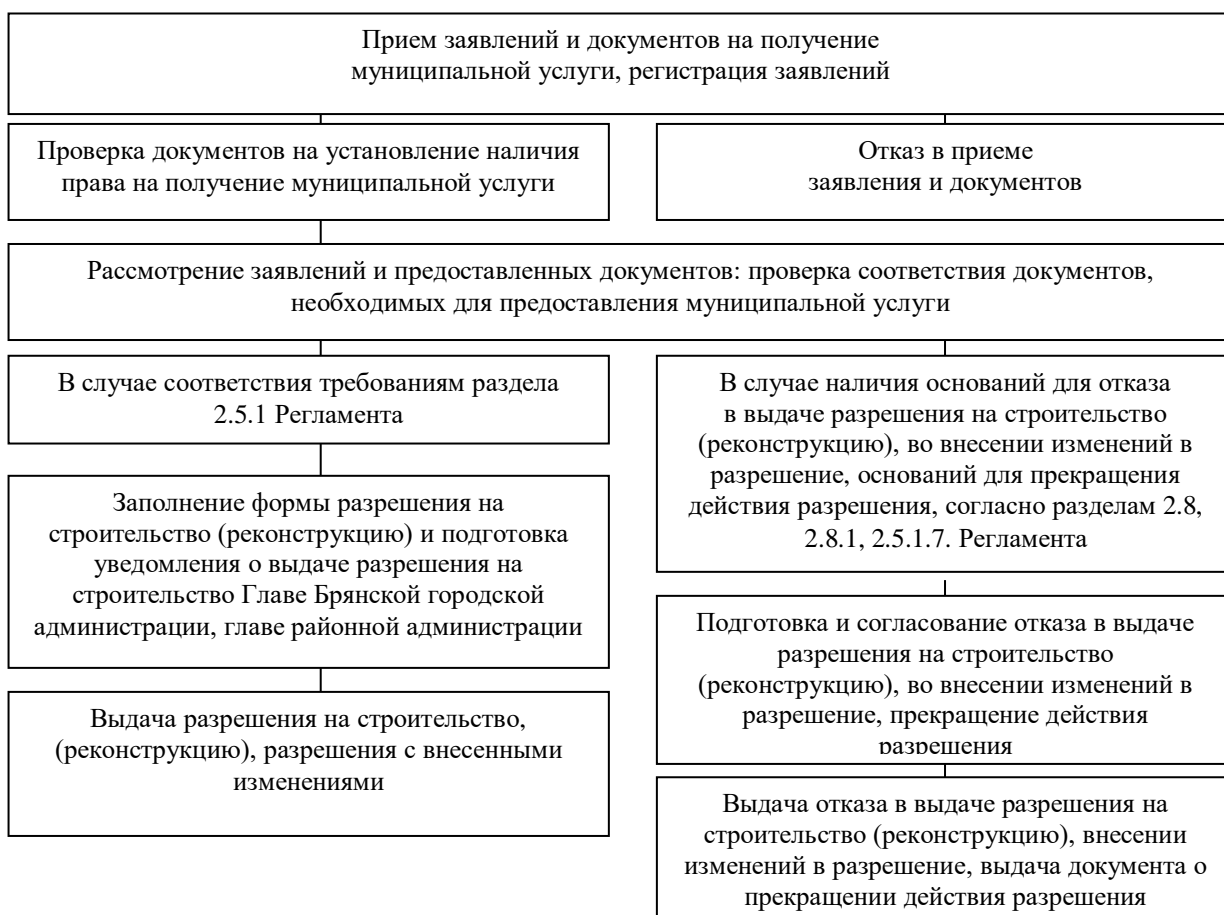 Прием заявлений и документов на получение
муниципальной услуги, регистрация заявлений
Проверка документов на установление наличия
права на получение муниципальной услуги
Отказ в приеме
заявления и документов
Рассмотрение заявлений и предоставленных документов: проверка соответствия документов,
необходимых для предоставления муниципальной услуги
В случае соответствия требованиям раздела
2.5.1 Регламента
Заполнение формы разрешения на
строительство (реконструкцию) и подготовка
уведомления о выдаче разрешения на
строительство Главе Брянской городской
администрации, главе районной администрации
Выдача разрешения на строительство,
(реконструкцию), разрешения с внесенными
изменениями
В случае наличия оснований для отказа
в выдаче разрешения на строительство
(реконструкцию), во внесении изменений в
разрешение, оснований для прекращения
действия разрешения, согласно разделам 2.8,
2.8.1, 2.5.1.7. Регламента
Подготовка и согласование отказа в выдаче
разрешения на строительство
(реконструкцию), во внесении изменений в
разрешение, прекращение действия
разрешения
Выдача отказа в выдаче разрешения на
строительство (реконструкцию), внесении
изменений в разрешение, выдача документа о
прекращении действия разрешения